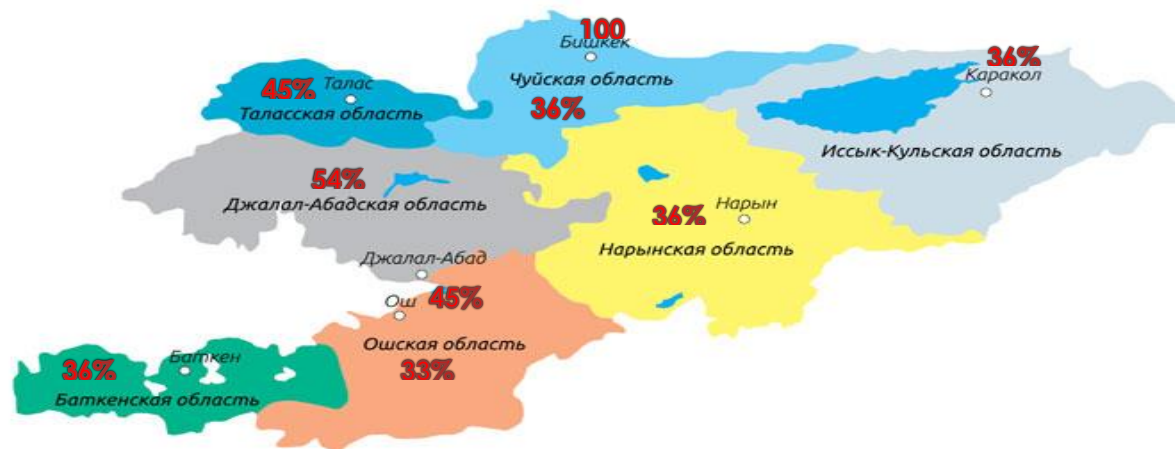 100
Бишкек
Чуйская область
36%
36%
Каракол
Иссык-Кульская область
45%
Талас
Таласская область
54%
Джалал-Абадская область
36%
Нарын
Нарынская область
Джалал-Абад
45%
Ош
Ошская область
33%
36%
Баткен
Баткенская область